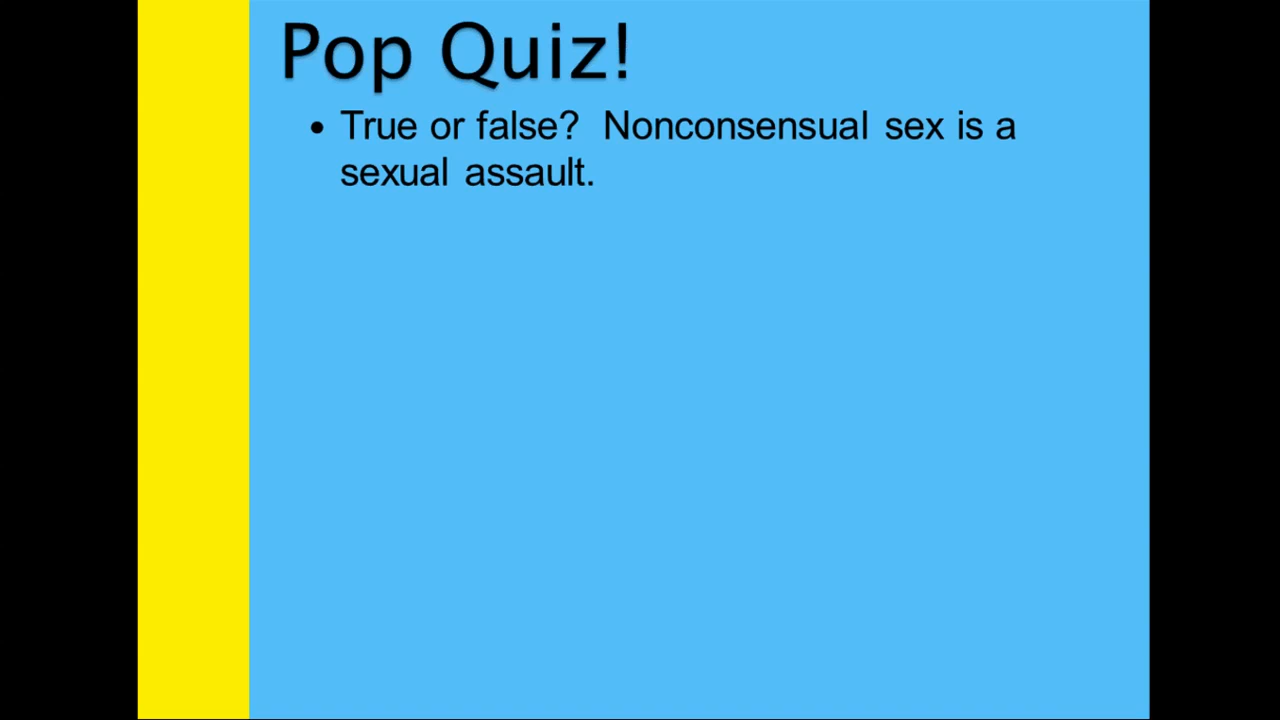 Pop Quiz!
• True or false?  Nonconsensual sex is a
sexual assault.